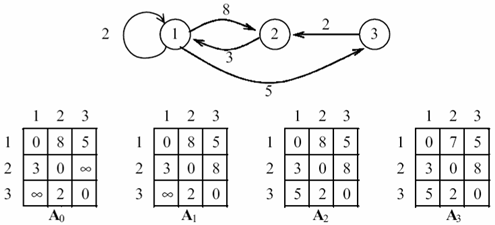 8
2 1 2 2 3
3
5
1 2 3 1 2 3 1 2 3 1 2 3
1 0 8 5 1 0 8 5 1 0 8 5 1 0 7 5
2 3 0 ∞ 2 3 0 8 2 3 0 8 2 3 0 8
3 ∞ 2 0 3 ∞ 2 0 3 5 2 0 3 5 2 0
A0 A1 A2 A3